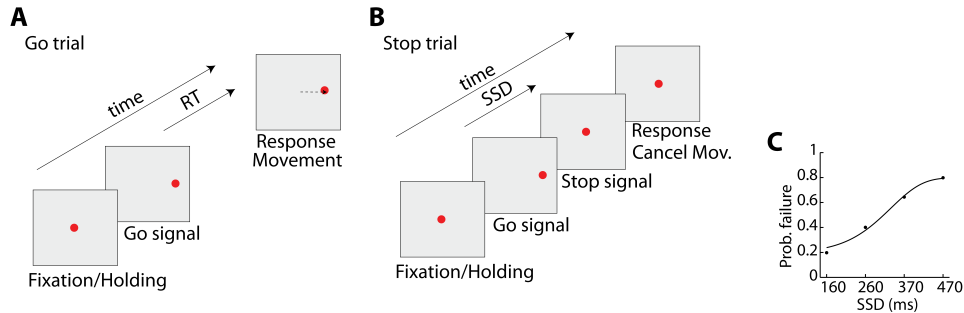 A
Go trial
time
RT
Response
Movement
Go signal
Fixation/Holding
B
Stop trial
time
SSD
Response
Cancel Mov.
Stop signal
Go signal
Fixation/Holding
C
Prob. failure
1
0.8
0.6
0.4
0.2
0
160 260 370 470
SSD (ms)